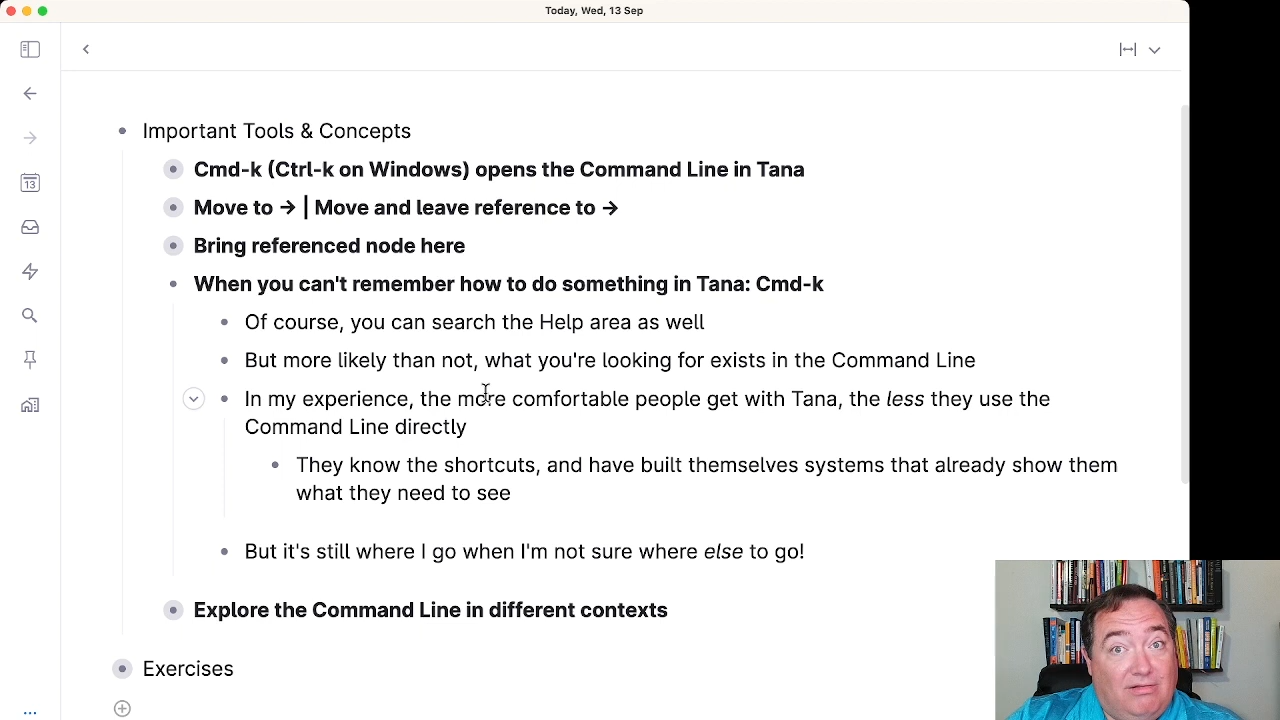 Today, Wed, 13 Sep
13
Important Tools & Concepts
Cmd-k (Ctrl-k on Windows) opens the Command Line in Tana
Move to → | Move and leave reference to →
Bring referenced node here
When you can't remember how to do something in Tana: Cmd-k
Of course, you can search the Help area as well
But more likely than not, what you're looking for exists in the Command Line
In my experience, the more comfortable people get with Tana, the less they use the
Command Line directly
They know the shortcuts, and have built themselves systems that already show them
what they need to see
But it's still where I go when I'm not sure where else to go!
Explore the Command Line in different contexts
Exercises